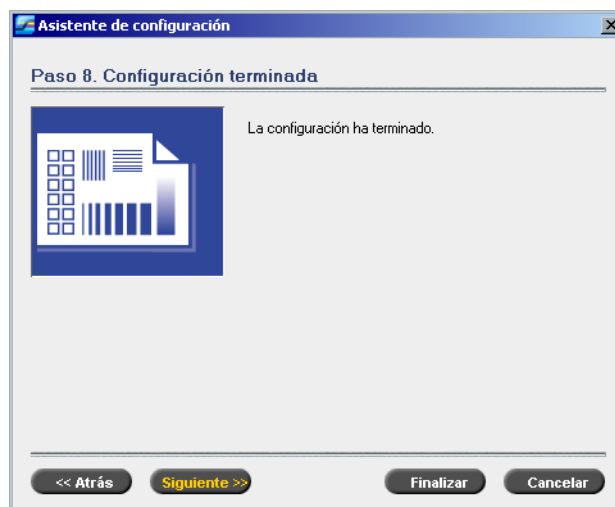 Asistente de configuración
Paso 8. Configuración terminada
La configuración ha terminado.
<< Atrás
Siguiente >>
Finalizar
Cancelar